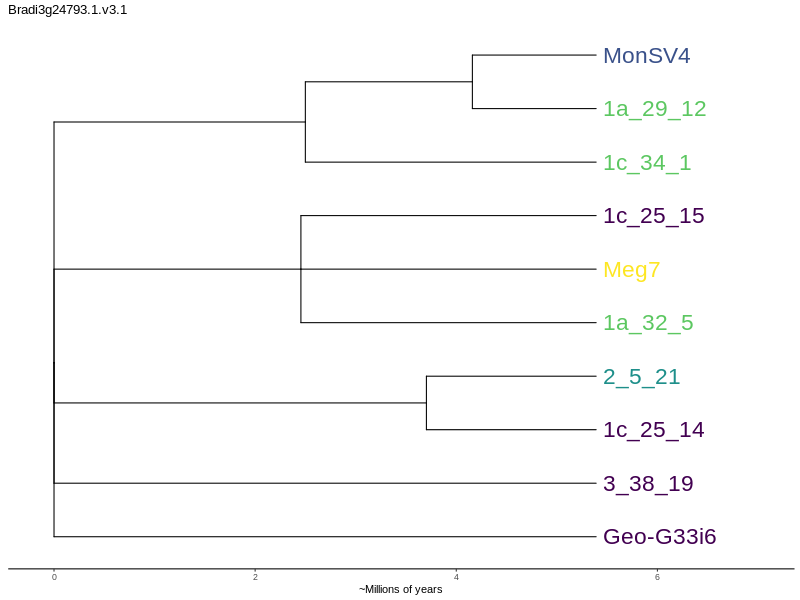 Bradi3g24793.1.v3.1
MonSV4
1a_29_12
1c_34_1
1c_25_15
Meg7
1a_32_5
2_5_21
1c_25_14
3_38_19
Geo-G33i6
0 2 4 6
~Millions of years